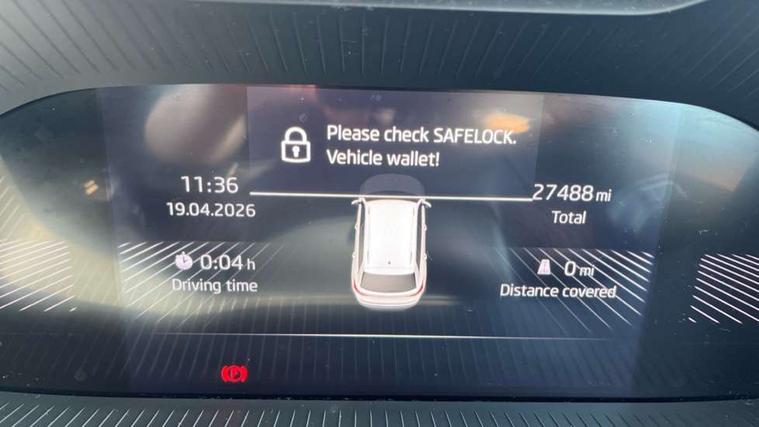 Please check SAFELOCK.
Vehicle wallet!
11:36
19.04.2026
27488 mi
Total
0:04 h
Driving time
0 mi
Distance covered
(P)